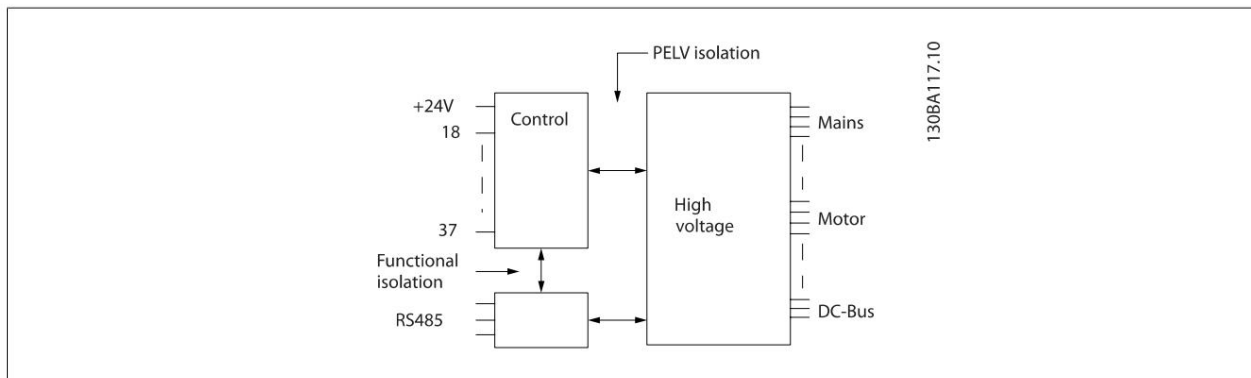 PELV isolation
130BA117.10
+24V
Control
Mains
18
High
voltage
Motor
37
Functional
isolation
DC-Bus
RS485